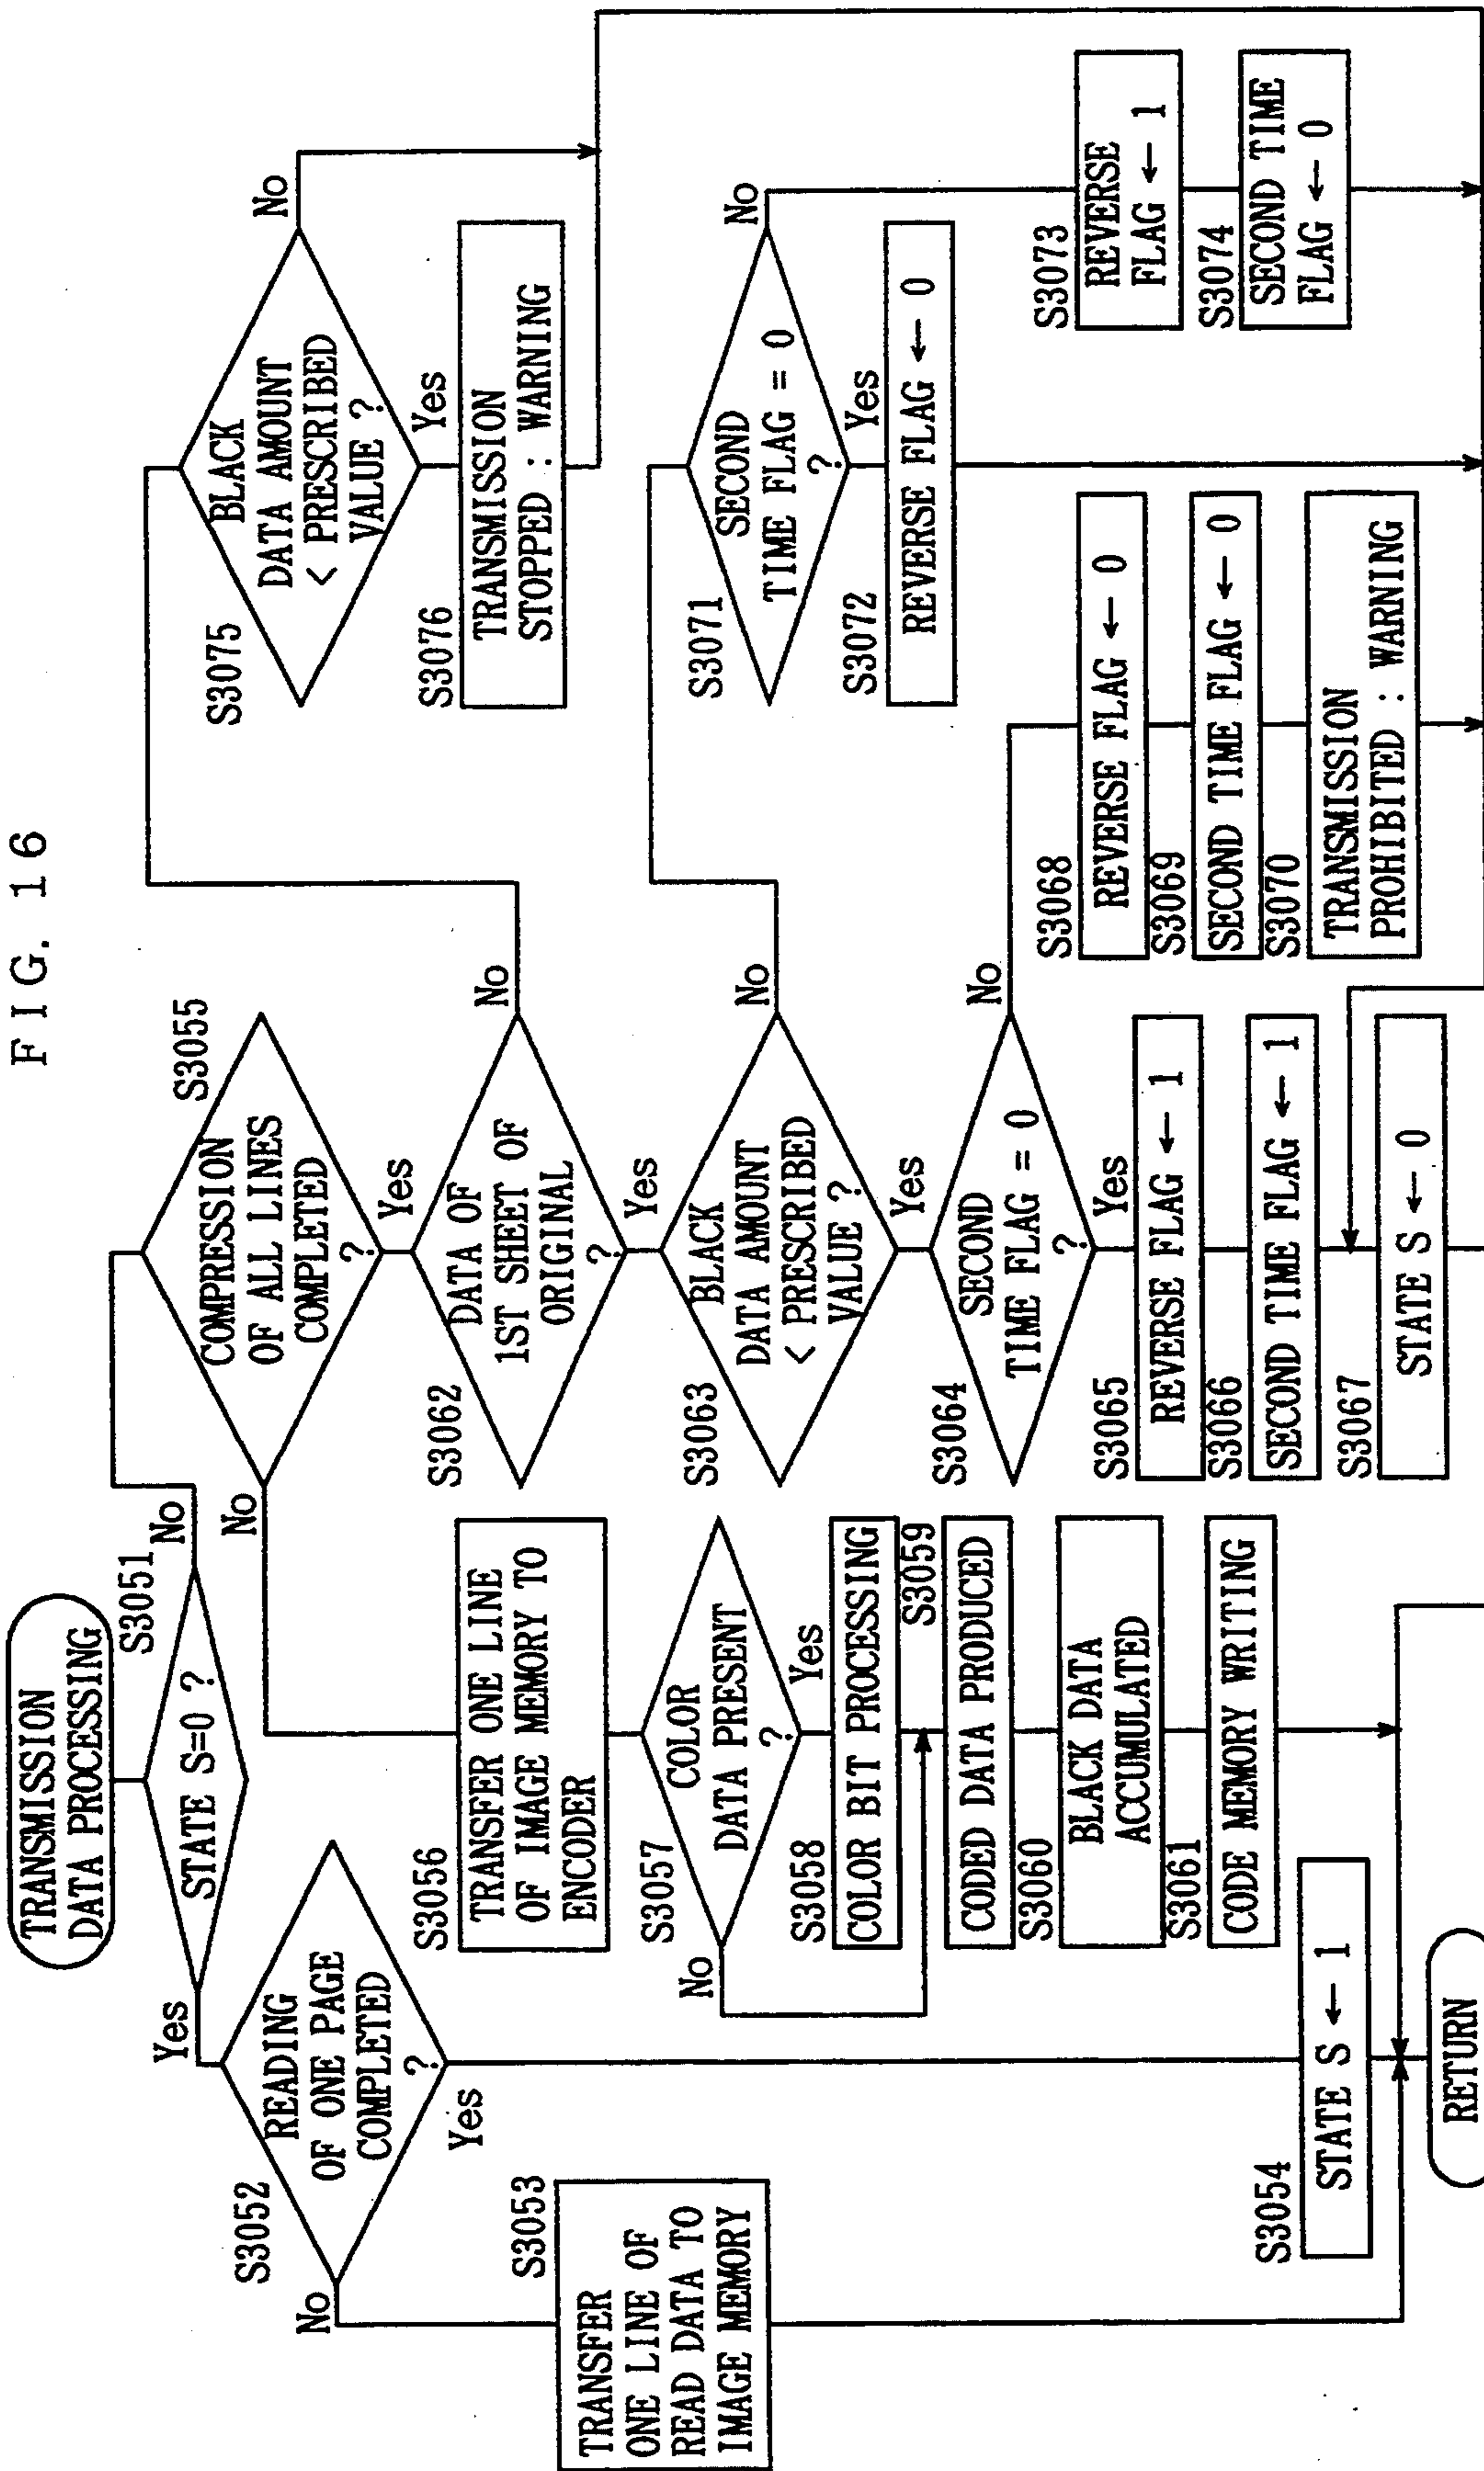 FIG. 16
TRANSMISSION
DATA PROCESSING
S3051
STATE S=0 ?
Yes
No
S3052
READING
OF ONE PAGE
COMPLETED
?
No
Yes
S3053
TRANSFER
ONE LINE OF
READ DATA TO
IMAGE MEMORY
S3054
STATE S ← 1
RETURN
S3055
COMPRESSION
OF ALL LINES
COMPLETED
?
No
Yes
S3056
TRANSFER ONE LINE
OF IMAGE MEMORY TO
ENCODER
S3057
COLOR
DATA PRESENT
?
No
Yes
S3058
COLOR BIT PROCESSING
S3059
CODED DATA PRODUCED
S3060
BLACK DATA
ACCUMULATED
S3061
CODE MEMORY WRITING
S3062
DATA OF
1ST SHEET OF
ORIGINAL
?
No
Yes
S3063
BLACK
DATA AMOUNT
< PRESCRIBED
VALUE ?
No
Yes
S3064
SECOND
TIME FLAG = 0
?
No
Yes
S3065
REVERSE FLAG ← 1
S3066
SECOND TIME FLAG ← 1
S3067
STATE S ← 0
S3068
REVERSE FLAG ← 0
S3069
SECOND TIME FLAG ← 0
S3070
TRANSMISSION
PROHIBITED : WARNING
S3071
SECOND
TIME FLAG = 0
?
No
Yes
S3072
REVERSE FLAG ← 0
S3073
REVERSE
FLAG ← 1
S3074
SECOND TIME
FLAG ← 0
S3075
BLACK
DATA AMOUNT
< PRESCRIBED
VALUE ?
No
Yes
S3076
TRANSMISSION
STOPPED : WARNING